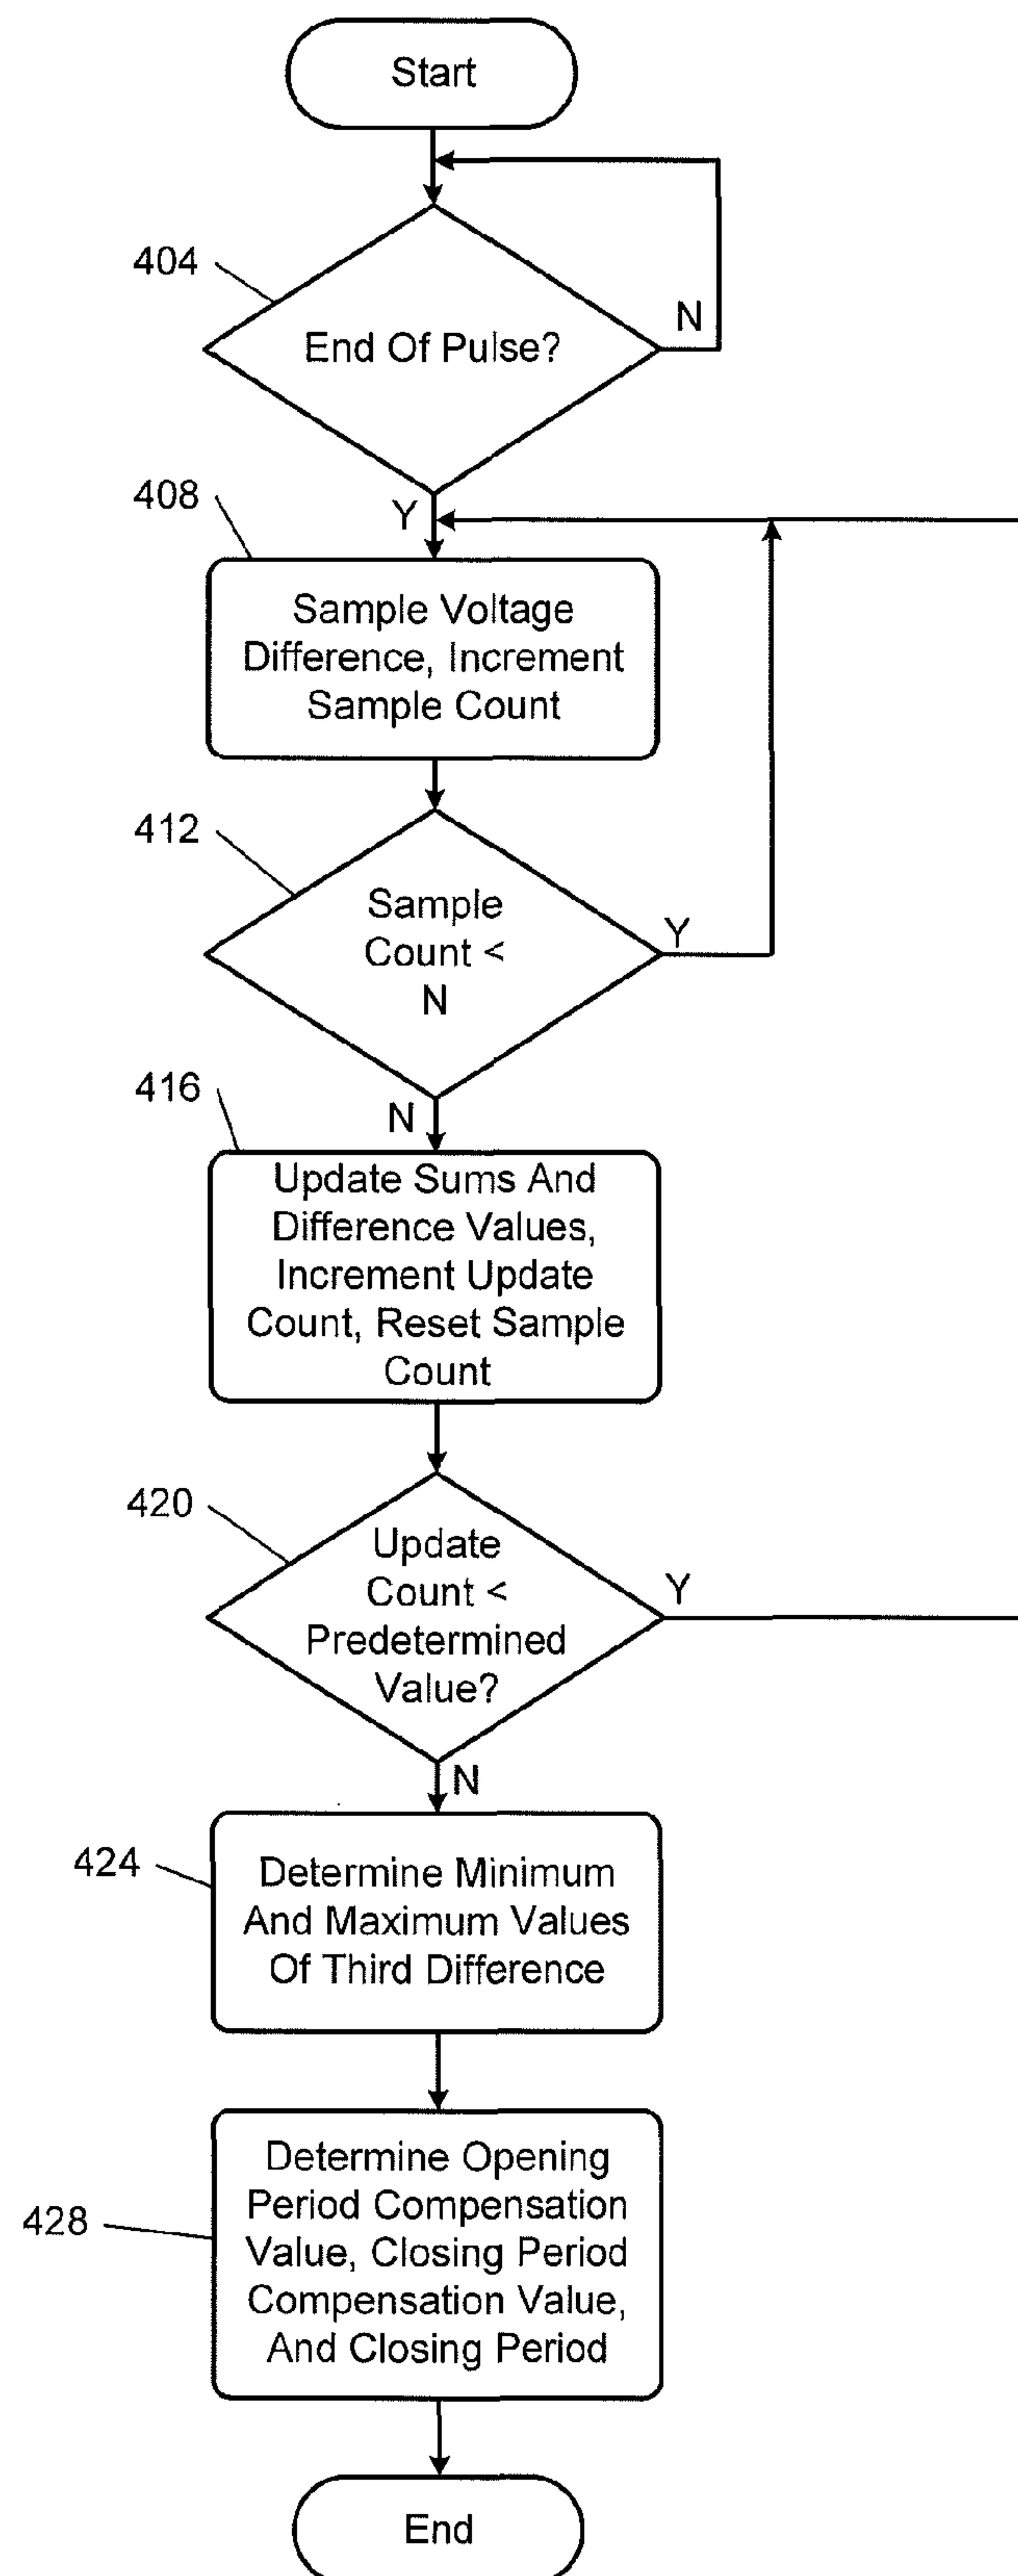 Start
404
End Of Pulse?
N
408
Y
Sample Voltage
Difference, Increment
Sample Count
412
Sample
Count <
N
Y
416
N
Update Sums And
Difference Values,
Increment Update
Count, Reset Sample
Count
420
Update
Count <
Predetermined
Value?
Y
N
424
Determine Minimum
And Maximum Values
Of Third Difference
428
Determine Opening
Period Compensation
Value, Closing Period
Compensation Value,
And Closing Period
End